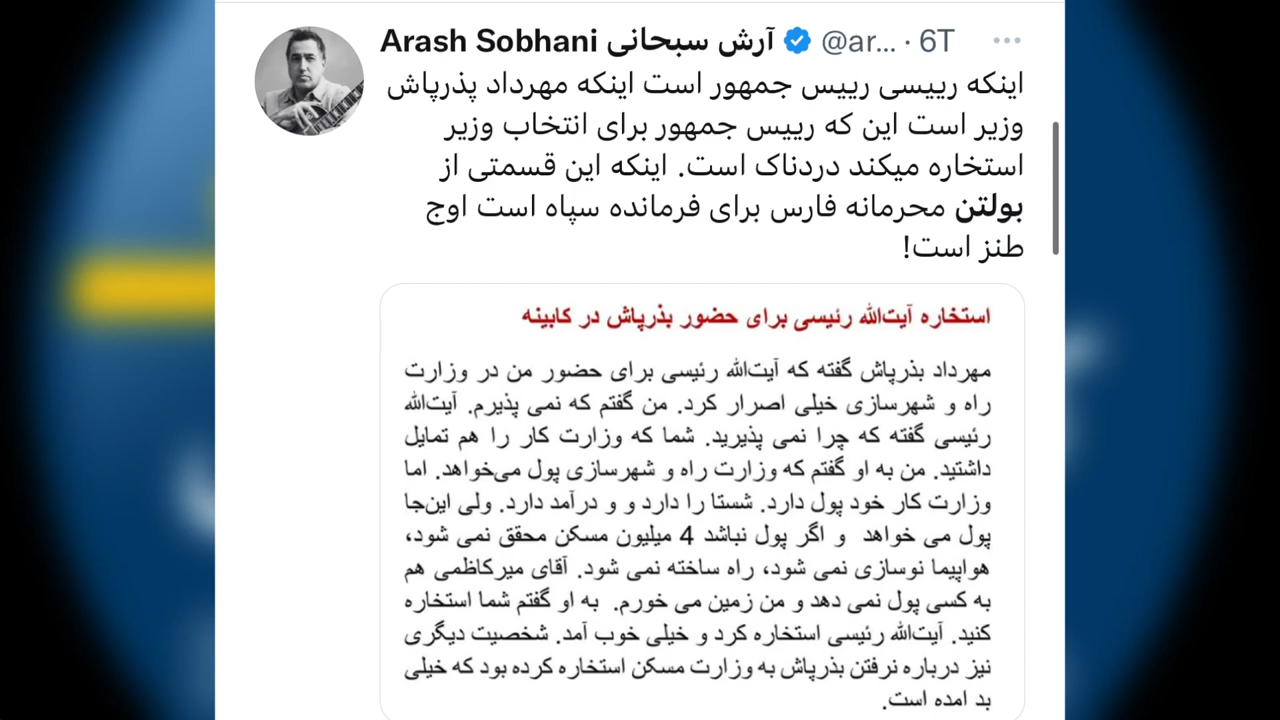 Arash Sobhani آرش سبحانی @ar... · 6T
اینکه رییسی رییس جمهور است اینکه مهرداد پذرپاش
وزیر است این که رییس جمهور برای انتخاب وزیر
استخاره میکند دردناک است. اینکه این قسمتی از
بولتن محرمانه فارس برای فرمانده سپاه است اوج
طنز است!
استخاره آیت‌الله رئیسی برای حضور بذرپاش در کابینه
مهرداد بذرپاش گفته که آیت‌الله رئیسی برای حضور من در وزارت
راه و شهرسازی خیلی اصرار کرد. من گفتم که نمی پذیرم. آیت‌الله
رئیسی گفته که چرا نمی پذیرید. شما که وزارت کار را هم تمایل
داشتید. من به او گفتم که وزارت راه و شهرسازی پول می‌خواهد. اما
وزارت کار خود پول دارد. شستا را دارد و و درآمد دارد. ولی این‌جا
پول می خواهد و اگر پول نباشد 4 میلیون مسکن محقق نمی شود،
هواپیما نوسازی نمی شود، راه ساخته نمی شود. آقای میرکاظمی هم
به کسی پول نمی دهد و من زمین می خورم. به او گفتم شما استخاره
کنید. آیت‌الله رئیسی استخاره کرد و خیلی خوب آمد. شخصیت دیگری
نیز درباره نرفتن بذرپاش به وزارت مسکن استخاره کرده بود که خیلی
بد امده است.